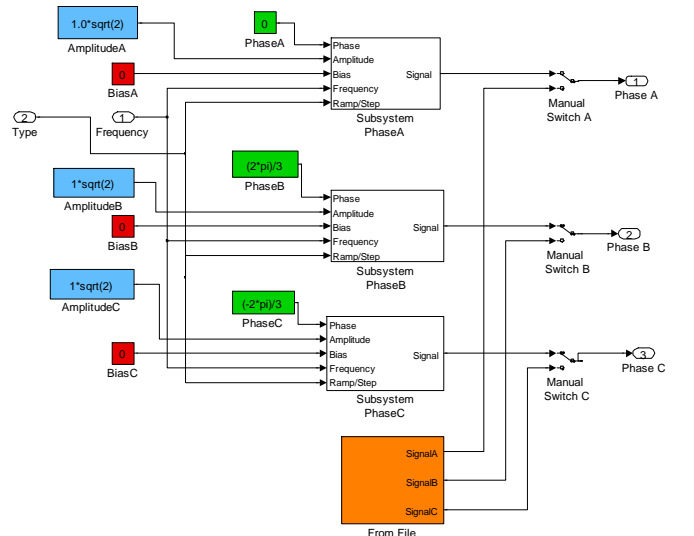 1.0*sqrt(2)
AmplitudeA
0
PhaseA
0
BiasA
Phase
Amplitude
Bias
Frequency
Ramp/Step
Signal
Subsystem
PhaseA
Manual
Switch A
1
Phase A
2
Type
1
Frequency
(2*pi)/3
PhaseB
1*sqrt(2)
AmplitudeB
0
BiasB
Phase
Amplitude
Bias
Frequency
Ramp/Step
Signal
Subsystem
PhaseB
Manual
Switch B
2
Phase B
1*sqrt(2)
AmplitudeC
(-2*pi)/3
PhaseC
0
BiasC
Phase
Amplitude
Bias
Frequency
Ramp/Step
Signal
Subsystem
PhaseC
Manual
Switch C
3
Phase C
SignalA
SignalB
SignalC
From File